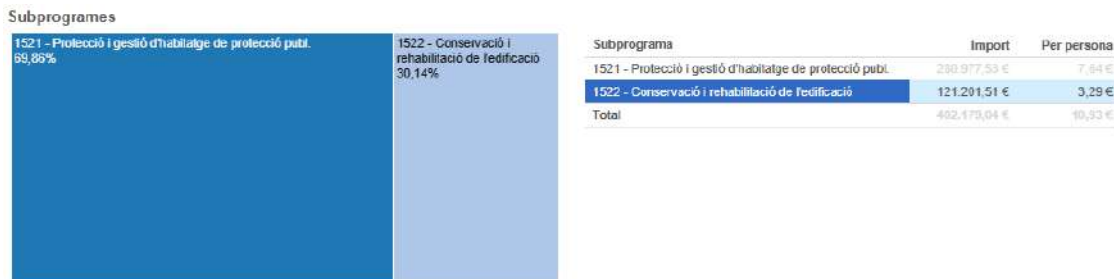 Subprogrames
1521 - Protecció i gestió d'habitatge de protecció publ.
69,86%
1522 - Conservació i
rehabilitació de l'edificació
30,14%
Subprograma Import Per persona
1521 - Protecció i gestió d'habitatge de protecció publ. 280.977,53 € 7,64 €
1522 - Conservació i rehabilitació de l'edificació 121.201,51 € 3,29 €
Total 402.179,04 € 10,93 €